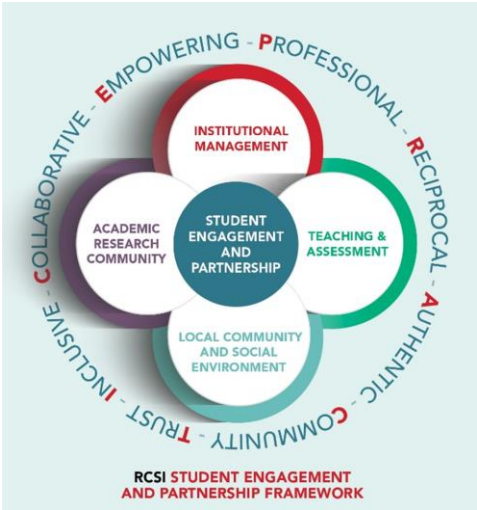 EMPOWERING - PROFESSIONAL - RECIPROCAL - AUTHENTIC - COMMUNITY - TRUST - INCLUSIVE - COLLABORATIVE -
INSTITUTIONAL
MANAGEMENT
ACADEMIC
RESEARCH
COMMUNITY
STUDENT
ENGAGEMENT
AND
PARTNERSHIP
TEACHING &
ASSESSMENT
LOCAL COMMUNITY
AND SOCIAL
ENVIRONMENT
RCSI STUDENT ENGAGEMENT
AND PARTNERSHIP FRAMEWORK